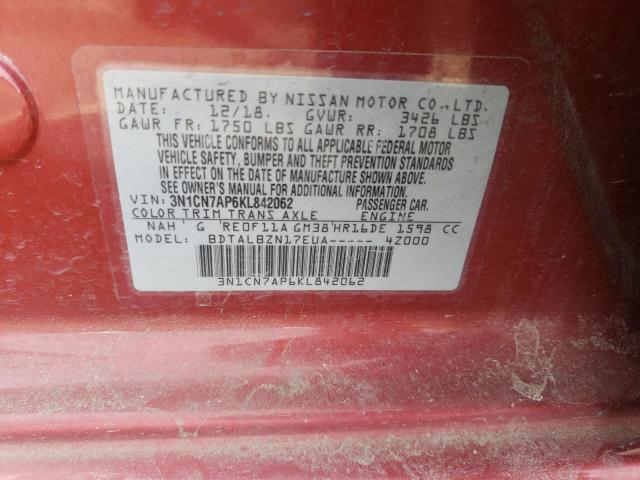 MANUFACTURED BY NISSAN MOTOR CO., LTD.
DATE: 12/18. GVWR: 3426 LBS
GAWR FR: 1750 LBS GAWR RR: 1708 LBS
THIS VEHICLE CONFORMS TO ALL APPLICABLE FEDERAL MOTOR
VEHICLE SAFETY, BUMPER AND THEFT PREVENTION STANDARDS
IN EFFECT ON THE DATE OF MANUFACTURE SHOWN ABOVE.
SEE OWNER'S MANUAL FOR ADDITIONAL INFORMATION.
VIN: 3N1CN7AP6KL842062 PASSENGER CAR.
COLOR TRIM TRANS AXLE ENGINE
NAH ' G 'RE0F11A GM38'HR16DE 1598 CC
MODEL: BDTALBZN17EUA----- 4Z000
3N1CN7AP6KL842062